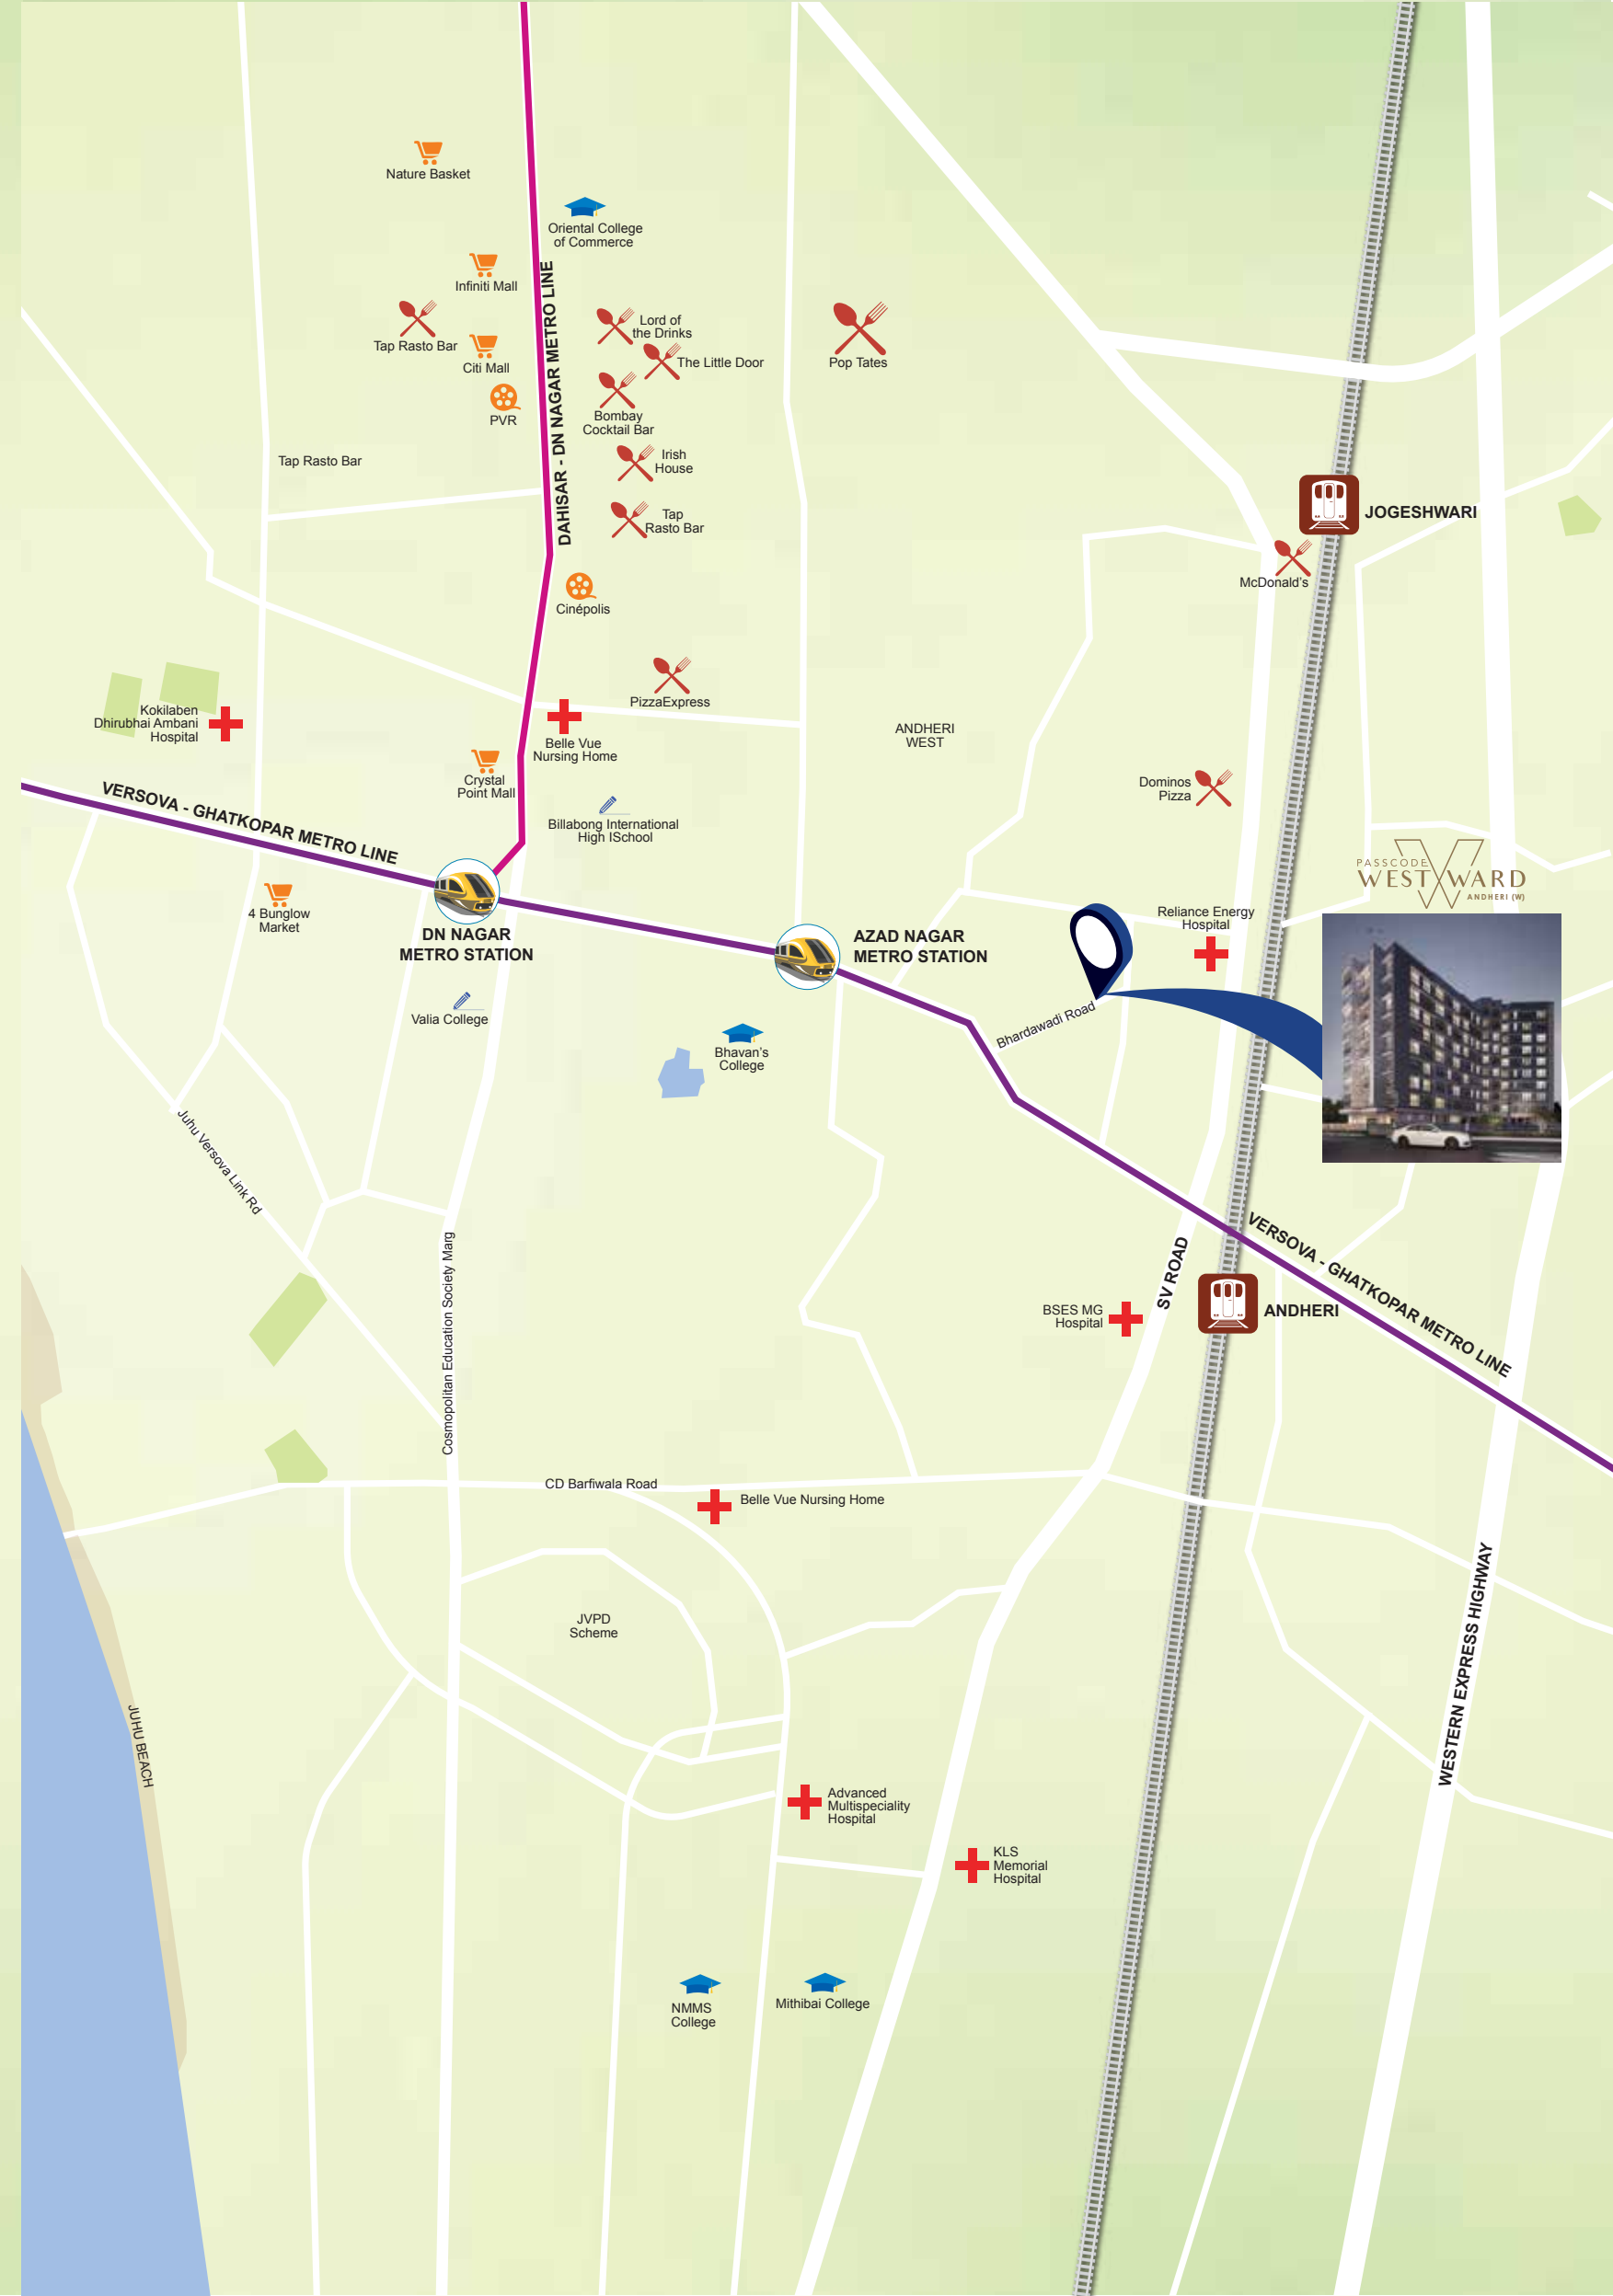 Nature Basket
Oriental College
of Commerce
Infiniti Mall
Tap Rasto Bar
Citi Mall
PVR
DAHISAR - DN NAGAR METRO LINE
Lord of
the Drinks
The Little Door
Bombay
Cocktail Bar
Irish
House
Tap
Rasto Bar
Pop Tates
Tap Rasto Bar
JOGESHWARI
McDonald's
Cinépolis
PizzaExpress
Kokilaben
Dhirubhai Ambani
Hospital
Belle Vue
Nursing Home
ANDHERI
WEST
Crystal
Point Mall
Dominos
Pizza
VERSOVA - GHATKOPAR METRO LINE
Billabong International
High ISchool
PASSCODE
WESTWARD
ANDHERI (W)
4 Bunglow
Market
DN NAGAR
METRO STATION
AZAD NAGAR
METRO STATION
Reliance Energy
Hospital
Valia College
Bhavan's
College
Bhardawadi Road
Juhu Versova Link Rd
Cosmopolitan Education Society Marg
SV ROAD
VERSOVA - GHATKOPAR METRO LINE
BSES MG
Hospital
ANDHERI
CD Barfiwala Road
Belle Vue Nursing Home
JVPD
Scheme
WESTERN EXPRESS HIGHWAY
JUHU BEACH
Advanced
Multispeciality
Hospital
KLS
Memorial
Hospital
NMMS
College
Mithibai College